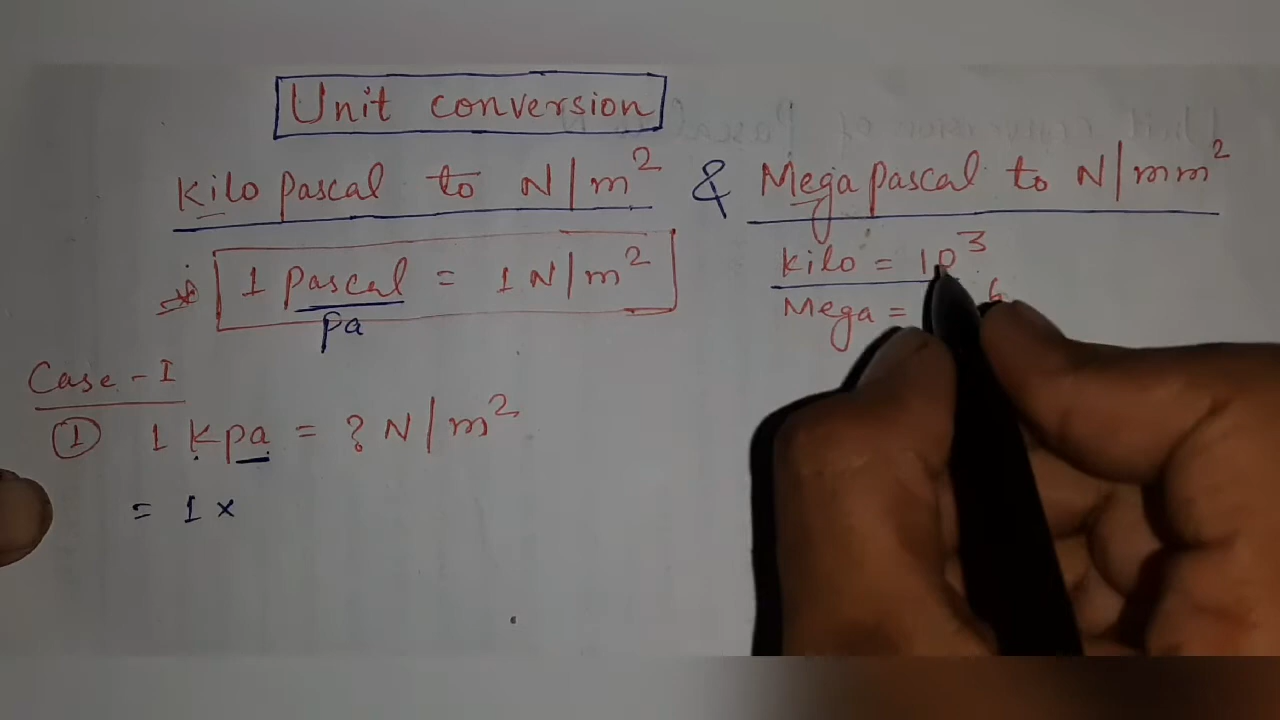 Unit conversion
Kilo pascal to N/m² & Mega pascal to N/mm²
1 pascal = 1 N/m²
pa
Kilo = 10³
Mega = 6
Case - I
① 1 kpa = ? N/m²
= 1 ×